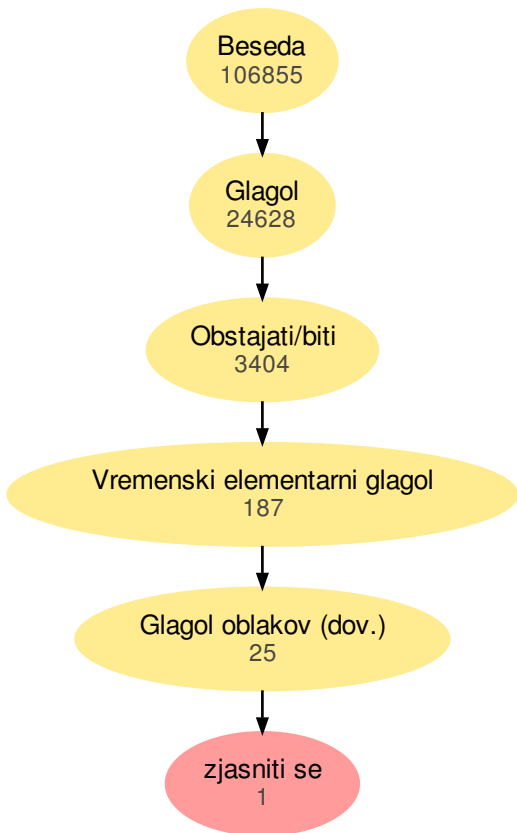 Beseda
106855
Glagol
24628
Obstajati/biti
3404
Vremenski elementarni glagol
187
Glagol oblakov (dov.)
25
zjasniti se
1